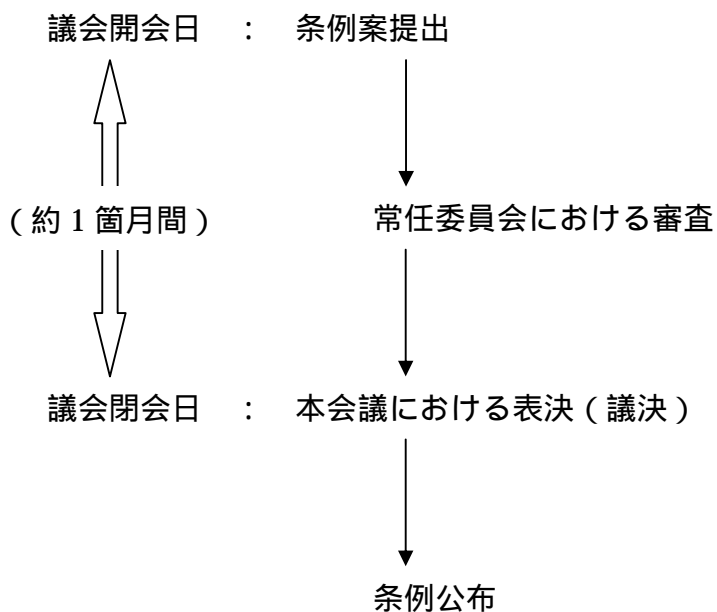 議会開会日 : 条例案提出
(約1箇月間) 常任委員会における審査
議会閉会日 : 本会議における表決(議決)
条例公布